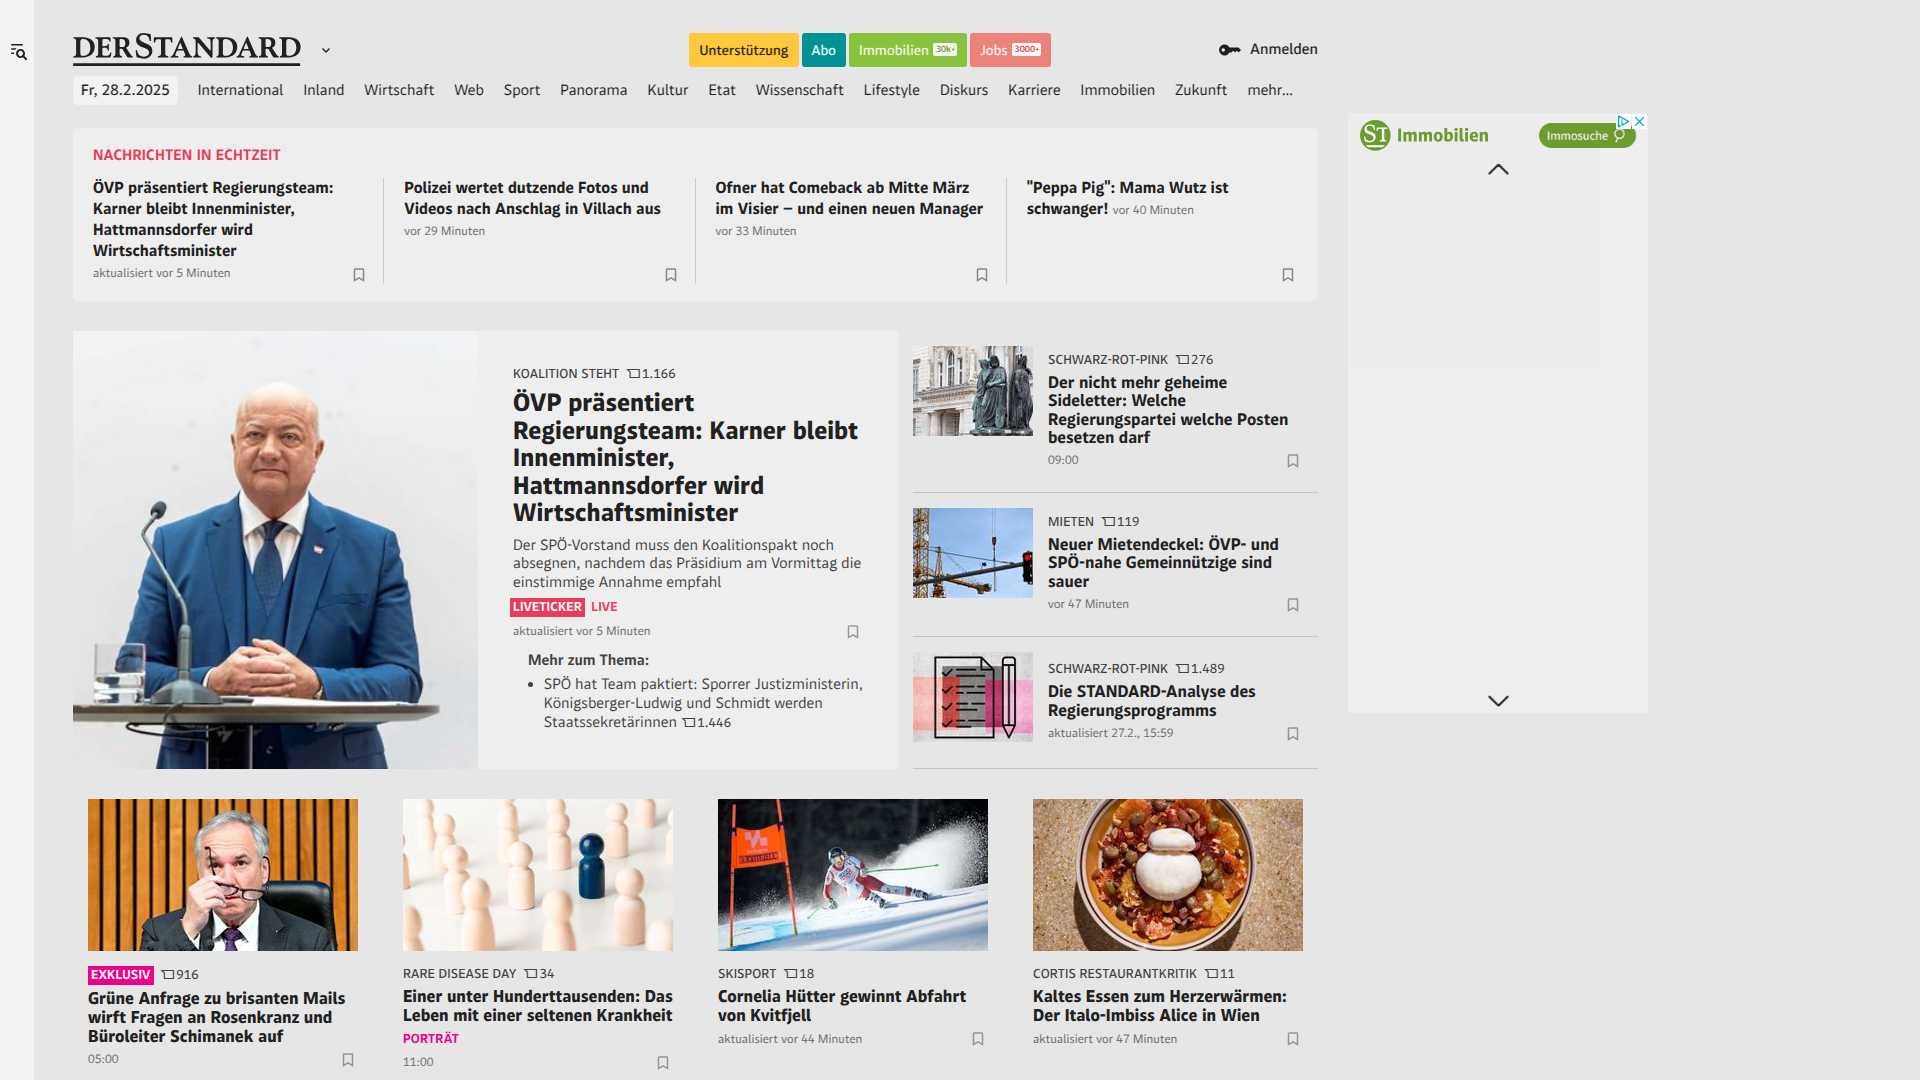 DERSTANDARD
Unterstützung
Abo
Immobilien 30k+
Jobs 3000+
Anmelden
Fr, 28.2.2025
International
Inland
Wirtschaft
Web
Sport
Panorama
Kultur
Etat
Wissenschaft
Lifestyle
Diskurs
Karriere
Immobilien
Zukunft
mehr...
ST Immobilien
Immosuche
NACHRICHTEN IN ECHTZEIT
ÖVP präsentiert Regierungsteam:
Karner bleibt Innenminister,
Hattmannsdorfer wird
Wirtschaftsminister
aktualisiert vor 5 Minuten
Polizei wertet dutzende Fotos und
Videos nach Anschlag in Villach aus
vor 29 Minuten
Ofner hat Comeback ab Mitte März
im Visier – und einen neuen Manager
vor 33 Minuten
"Peppa Pig": Mama Wutz ist
schwanger! vor 40 Minuten
KOALITION STEHT 1.166
ÖVP präsentiert
Regierungsteam: Karner bleibt
Innenminister,
Hattmannsdorfer wird
Wirtschaftsminister
Der SPÖ-Vorstand muss den Koalitionspakt noch
absegnen, nachdem das Präsidium am Vormittag die
einstimmige Annahme empfahl
LIVETICKER LIVE
aktualisiert vor 5 Minuten
Mehr zum Thema:
• SPÖ hat Team paktiert: Sporrer Justizministerin,
Königsberger-Ludwig und Schmidt werden
Staatssekretärinnen 1.446
SCHWARZ-ROT-PINK 276
Der nicht mehr geheime
Sideletter: Welche
Regierungspartei welche Posten
besetzen darf
09:00
MIETEN 119
Neuer Mietendeckel: ÖVP- und
SPÖ-nahe Gemeinnützige sind
sauer
vor 47 Minuten
SCHWARZ-ROT-PINK 1.489
Die STANDARD-Analyse des
Regierungsprogramms
aktualisiert 27.2., 15:59
EXKLUSIV 916
Grüne Anfrage zu brisanten Mails
wirft Fragen an Rosenkranz und
Büroleiter Schimanek auf
05:00
RARE DISEASE DAY 34
Einer unter Hunderttausenden: Das
Leben mit einer seltenen Krankheit
PORTRÄT
11:00
SKISPORT 18
Cornelia Hütter gewinnt Abfahrt
von Kvitfjell
aktualisiert vor 44 Minuten
CORTIS RESTAURANTKRITIK 11
Kaltes Essen zum Herzerwärmen:
Der Italo-Imbiss Alice in Wien
aktualisiert vor 47 Minuten